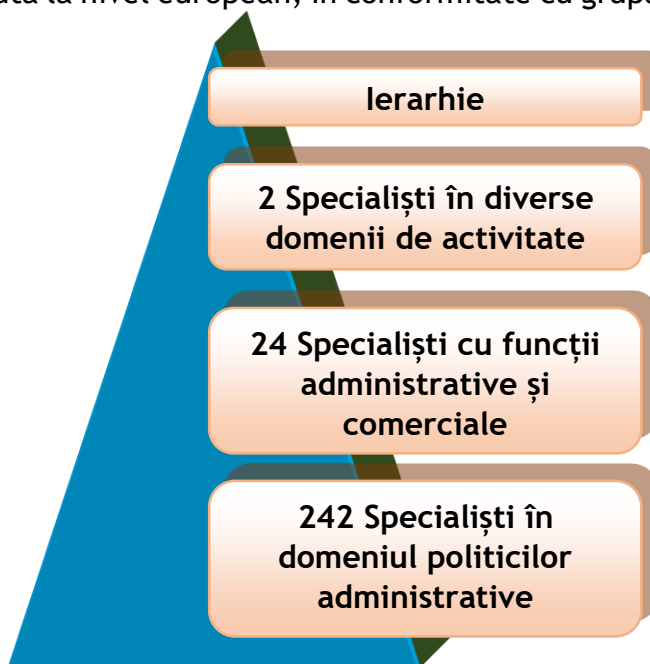 la nivel european, în conformitate cu
Ierarhie
2 Specialiști în diverse
domenii de activitate
24 Specialiști cu funcții
administrative și
comerciale
242 Specialiști în
domeniul politicilor
administrative